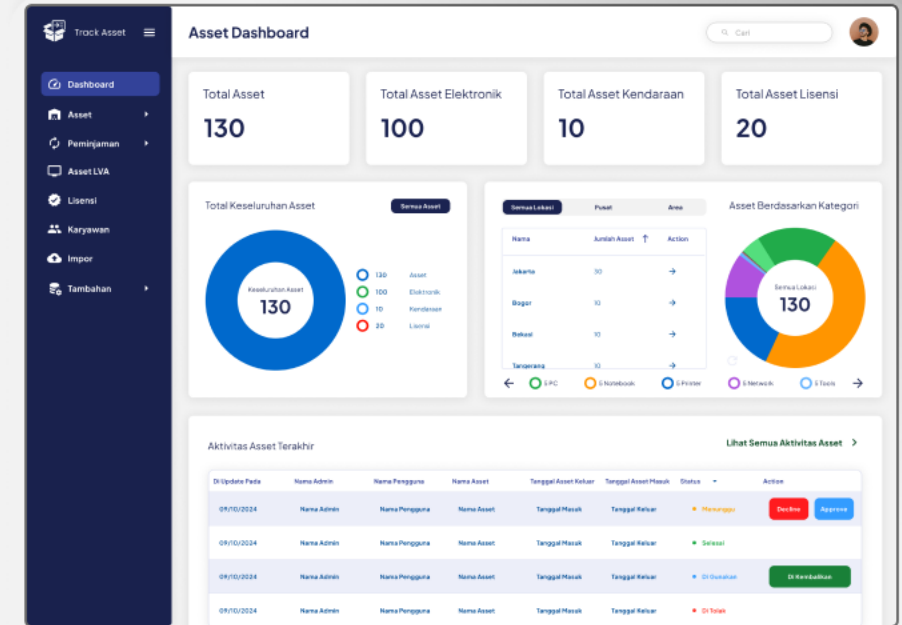 Track Asset
Asset Dashboard
Cari
Dashboard
Asset
Peminjaman
Asset LVA
Lisensi
Karyawan
Impor
Tambahan
Total Asset
130
Total Asset Elektronik
100
Total Asset Kendaraan
10
Total Asset Lisensi
20
Total Keseluruhan Asset
Semua Asset
Keseluruhan Asset
130
130 Asset
100 Elektronik
10 Kendaraan
20 Lisensi
Semua Lokasi Pusat Area
Nama Jumlah Asset ↑ Action
Jakarta 30 →
Bogor 10 →
Bekasi 10 →
Tangerang 10 →
Asset Berdasarkan Kategori
Semua Lokasi
130
← 5 PC 5 Notebook 5 Printer 5 Network 5 Tools →
Aktivitas Asset Terakhir
Lihat Semua Aktivitas Asset >
Di Update Pada Nama Admin Nama Pengguna Nama Asset Tanggal Asset Keluar Tanggal Asset Masuk Status Action
09/10/2024 Nama Admin Nama Pengguna Nama Asset Tanggal Masuk Tanggal Keluar Menunggu Decline Approve
09/10/2024 Nama Admin Nama Pengguna Nama Asset Tanggal Masuk Tanggal Keluar Selesai
09/10/2024 Nama Admin Nama Pengguna Nama Asset Tanggal Masuk Tanggal Keluar Di Gunakan Di Kembalikan
09/10/2024 Nama Admin Nama Pengguna Nama Asset Tanggal Masuk Tanggal Keluar Di Tolak